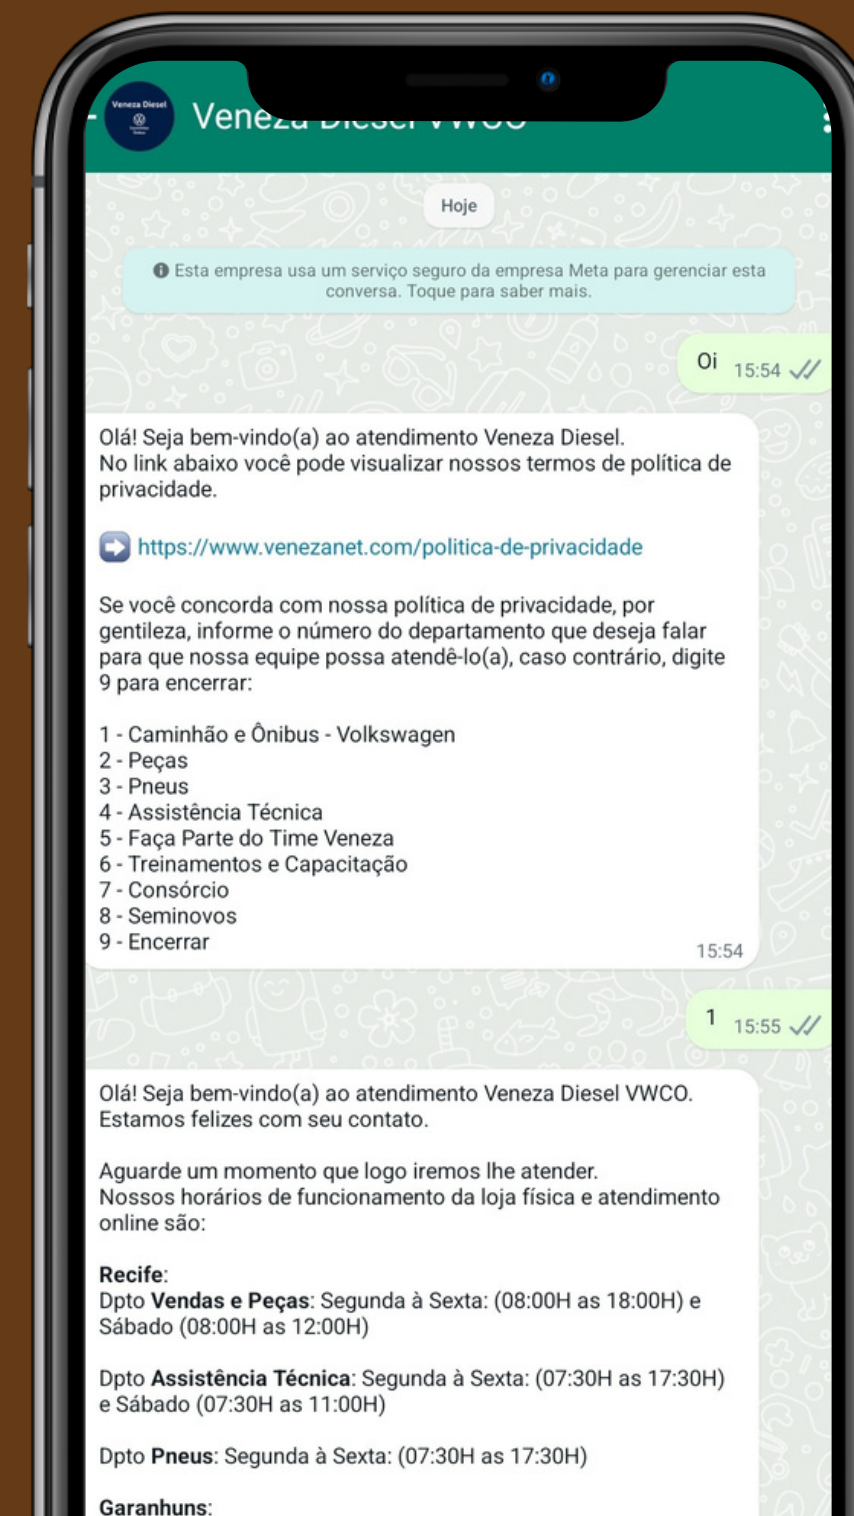 Veneza Diesel
Veneza Diesel VWCO
Hoje
Esta empresa usa um serviço seguro da empresa Meta para gerenciar esta
conversa. Toque para saber mais.
Oi 15:54
Olá! Seja bem-vindo(a) ao atendimento Veneza Diesel.
No link abaixo você pode visualizar nossos termos de política de
privacidade.
https://www.venezanet.com/politica-de-privacidade
Se você concorda com nossa política de privacidade, por
gentileza, informe o número do departamento que deseja falar
para que nossa equipe possa atendê-lo(a), caso contrário, digite
9 para encerrar:
1 - Caminhão e Ônibus - Volkswagen
2 - Peças
3 - Pneus
4 - Assistência Técnica
5 - Faça Parte do Time Veneza
6 - Treinamentos e Capacitação
7 - Consórcio
8 - Seminovos
9 - Encerrar
15:54
1 15:55
Olá! Seja bem-vindo(a) ao atendimento Veneza Diesel VWCO.
Estamos felizes com seu contato.
Aguarde um momento que logo iremos lhe atender.
Nossos horários de funcionamento da loja física e atendimento
online são:
Recife:
Dpto Vendas e Peças: Segunda à Sexta: (08:00H as 18:00H) e
Sábado (08:00H as 12:00H)
Dpto Assistência Técnica: Segunda à Sexta: (07:30H as 17:30H)
e Sábado (07:30H as 11:00H)
Dpto Pneus: Segunda à Sexta: (07:30H as 17:30H)
Garanhuns: